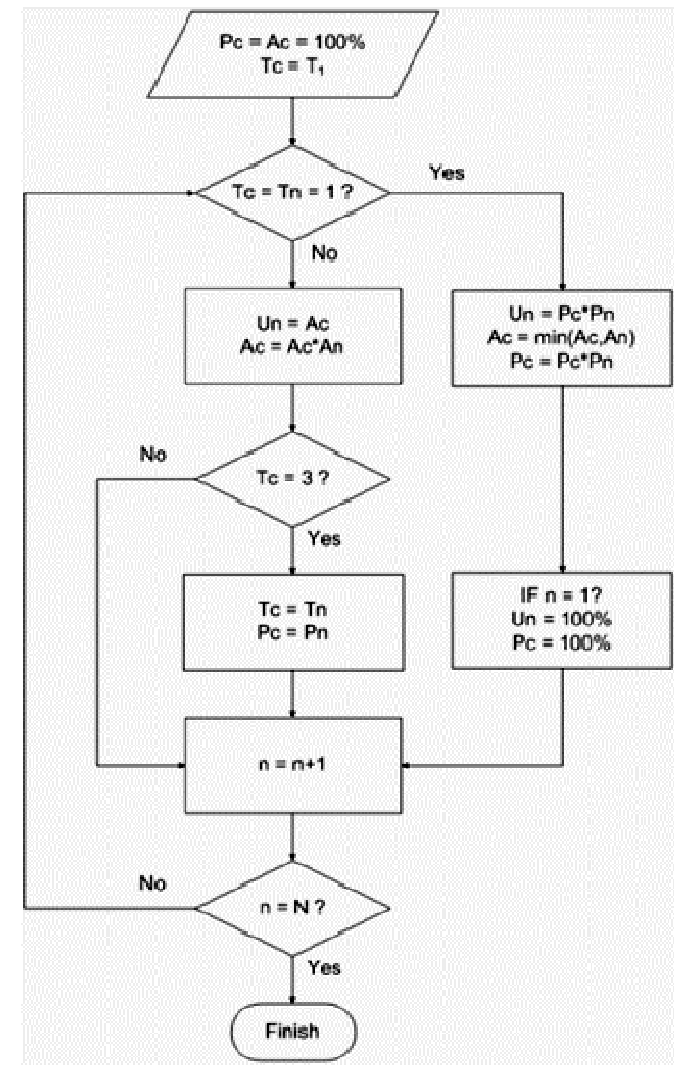 Pc = Ac = 100%
Tc = T₁
Tc = Tn = 1 ?
Yes
No
Un = Ac
Ac = Ac*An
Un = Pc*Pn
Ac = min(Ac,An)
Pc = Pc*Pn
No
Tc = 3 ?
Yes
Tc = Tn
Pc = Pn
IF n = 1?
Un = 100%
Pc = 100%
n = n+1
No
n = N ?
Yes
Finish